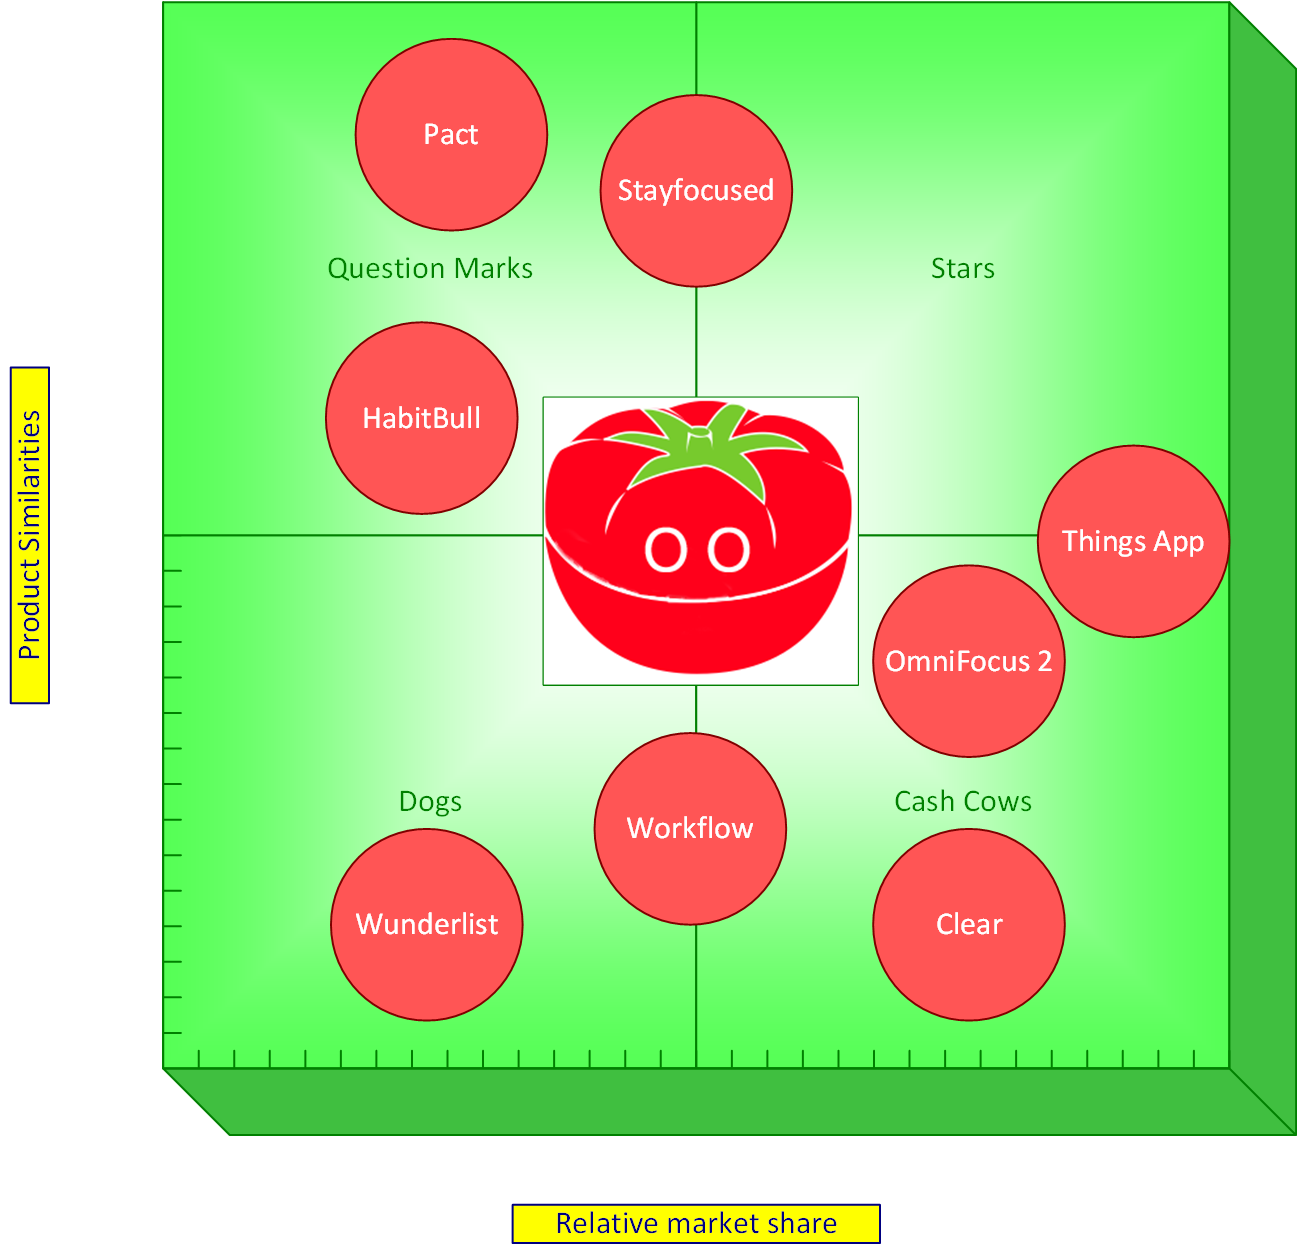 Pact
Stayfocused
Question Marks
Stars
HabitBull
Product Similarities
Things App
OmniFocus 2
Dogs
Cash Cows
Workflow
Wunderlist
Clear
Relative market share